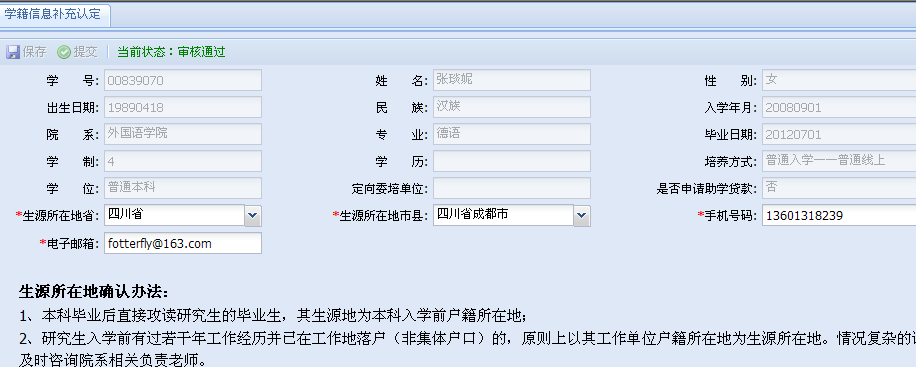 学籍信息补充认定
保存 提交 当前状态：审核通过
学 号: 00839070 姓 名: 张琰妮 性 别: 女
出生日期: 19890418 民 族: 汉族 入学年月: 20080901
院 系: 外国语学院 专 业: 德语 毕业日期: 20120701
学 制: 4 学 历: 培养方式: 普通入学——普通线上
学 位: 普通本科 定向委培单位: 是否申请助学贷款: 否
*生源所在地省: 四川省 *生源所在地市县: 四川省成都市 *手机号码: 13601318239
*电子邮箱: fotterfly@163.com
生源所在地确认办法:
1、本科毕业后直接攻读研究生的毕业生，其生源地为本科入学前户籍所在地;
2、研究生入学前有过若干年工作经历并已在工作地落户（非集体户口）的，原则上以其工作单位户籍所在地为生源所在地。情况复杂的
及时咨询院系相关负责老师。